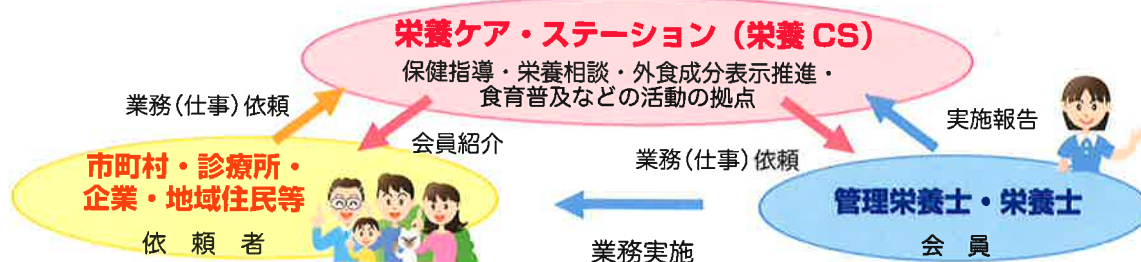 栄養ケア・ステーション（栄養 CS）
保健指導・栄養相談・外食成分表示推進・
食育普及などの活動の拠点
業務(仕事)依頼
会員紹介
業務(仕事)依頼
実施報告
市町村・診療所・
企業・地域住民等
依 頼 者
業務実施
管理栄養士・栄養士
会 員